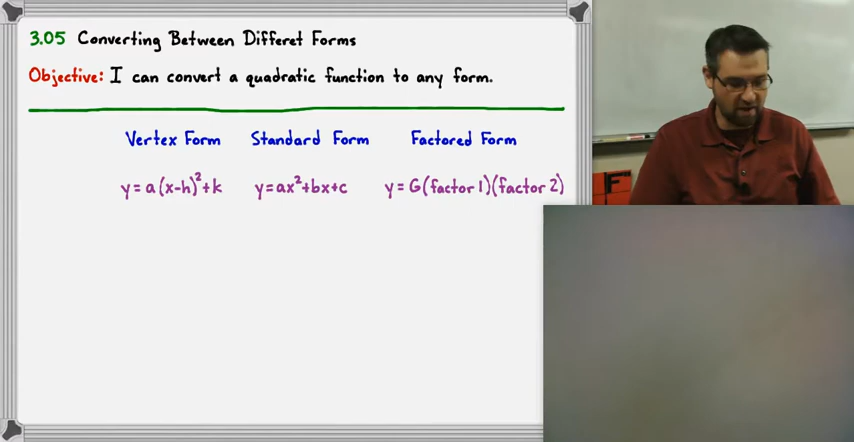 3.05 Converting Between Differet Forms
Objective: I can convert a quadratic function to any form.
Vertex Form Standard Form Factored Form
y = a(x-h)²+k y=ax²+bx+c y = G(factor 1)(factor 2)
F